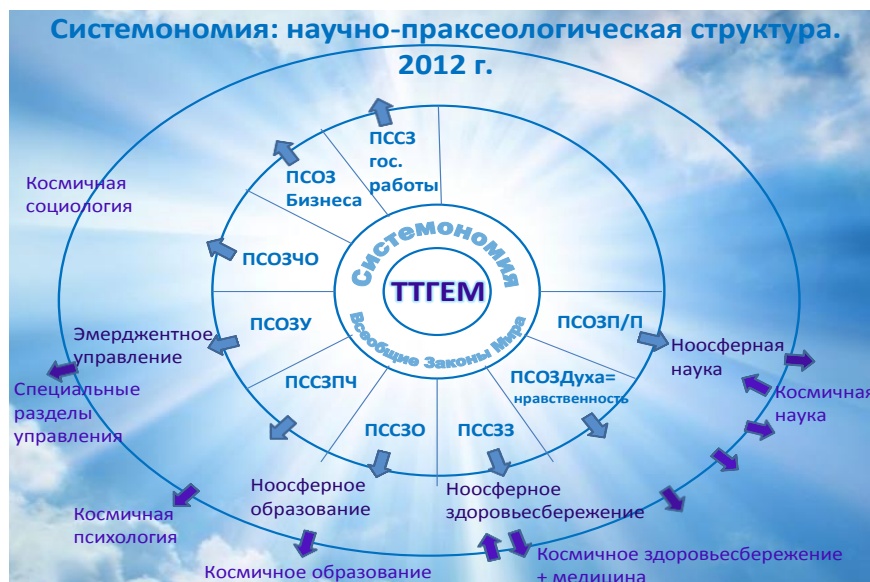 Системономия: научно-праксеологическая структура.
2012 г.
ПССЗ
гос.
работы
ПСОЗ
Бизнеса
Космичная
социология
ПСОЗЧО
Системономия
ТТГЕМ
Всеобщие Законы Мира
ПСОЗУ
ПСОЗП/П
Эмерджентное
управление
Ноосферная
наука
ПССЗПЧ
ПСОЗДуха=
нравственность
Специальные
разделы
управления
Космичная
наука
ПССЗО
ПССЗЗ
Ноосферное
образование
Ноосферное
здоровьесбережение
Космичная
психология
Космичное образование
Космичное здоровьесбережение
+ медицина